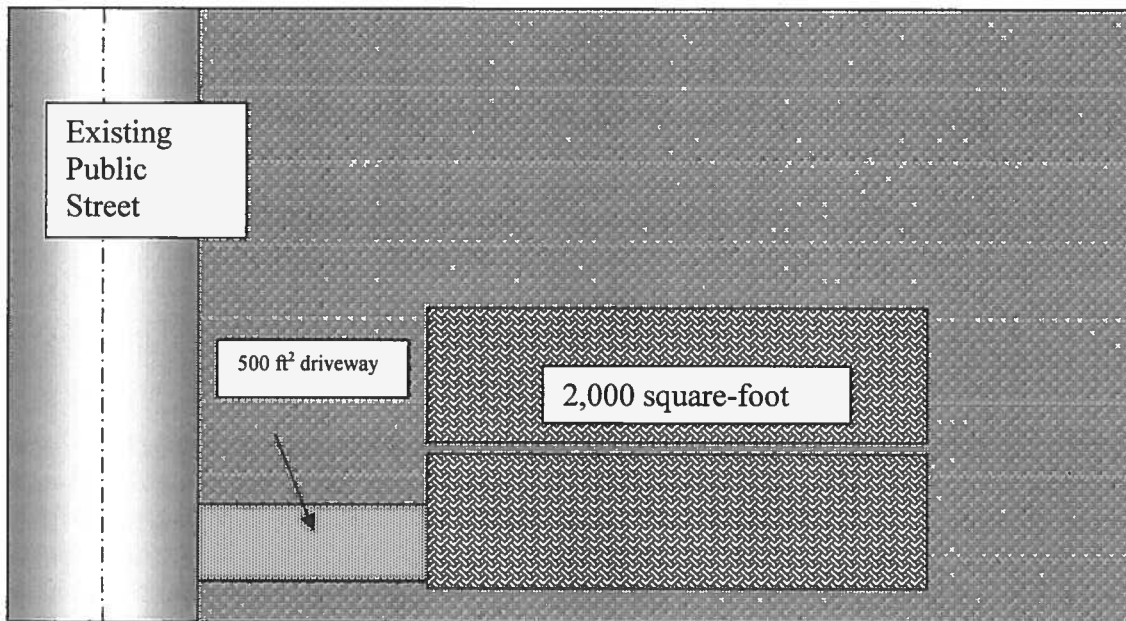 Existing
Public
Street
500 ft² driveway
2,000 square-foot